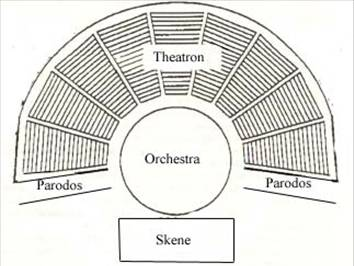 Theatron
Orchestra
Parodos
Parodos
Skene